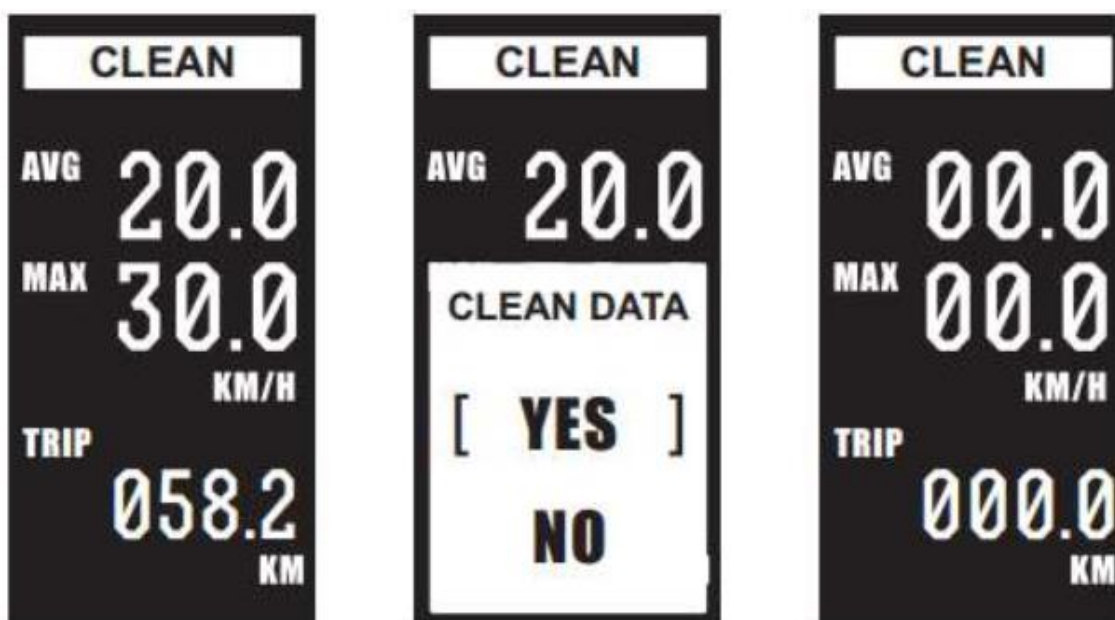 CLEAN
AVG 20.0
MAX 30.0
KM/H
TRIP
058.2
KM
CLEAN
AVG 20.0
CLEAN DATA
[ YES ]
NO
CLEAN
AVG 00.0
MAX 00.0
KM/H
TRIP
000.0
KM